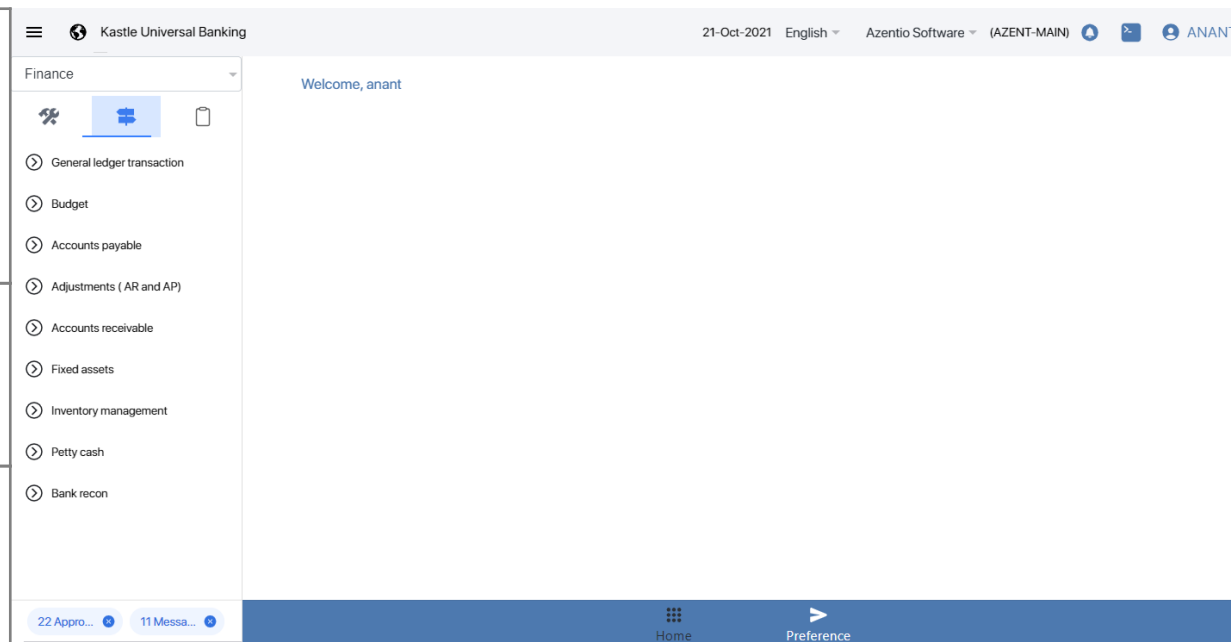 Kastle Universal Banking 21-Oct-2021 English Azentio Software (AZENT-MAIN) ANANT
Finance
Welcome, anant
General ledger transaction
Budget
Accounts payable
Adjustments ( AR and AP)
Accounts receivable
Fixed assets
Inventory management
Petty cash
Bank recon
22 Appro... 11 Messa...
Home Preference